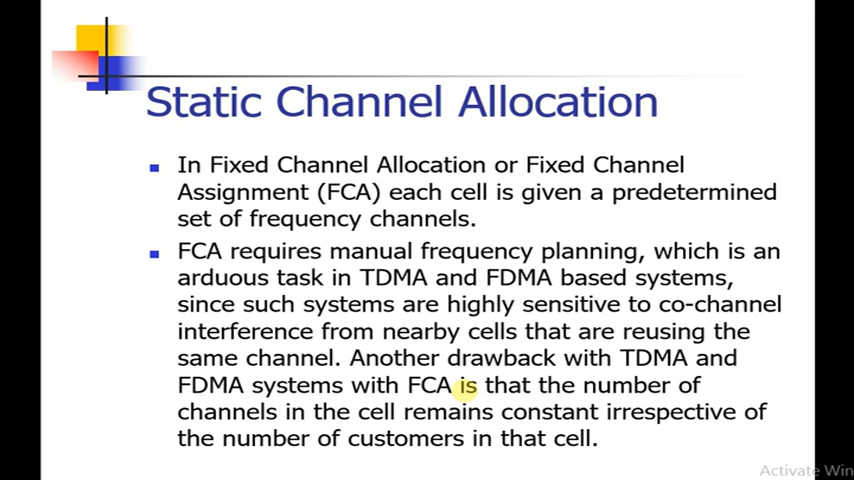 Static Channel Allocation
In Fixed Channel Allocation or Fixed Channel
Assignment (FCA) each cell is given a predetermined
set of frequency channels.
FCA requires manual frequency planning, which is an
arduous task in TDMA and FDMA based systems,
since such systems are highly sensitive to co-channel
interference from nearby cells that are reusing the
same channel. Another drawback with TDMA and
FDMA systems with FCA is that the number of
channels in the cell remains constant irrespective of
the number of customers in that cell.
Activate Win